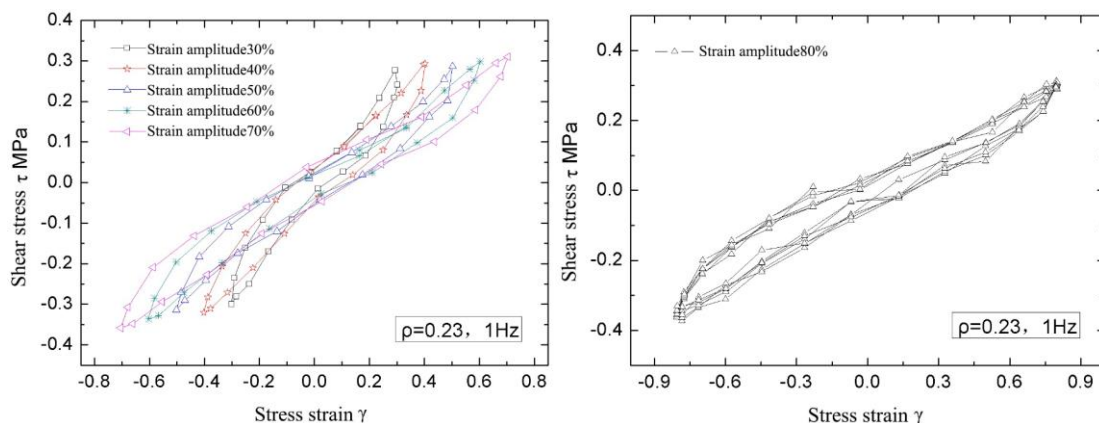 Strain amplitude30%
Strain amplitude40%
Strain amplitude50%
Strain amplitude60%
Strain amplitude70%
0.4
0.3
0.2
0.1
0.0
-0.1
-0.2
-0.3
-0.4
Shear stress τ MPa
ρ=0.23，1Hz
-0.8 -0.6 -0.4 -0.2 0.0 0.2 0.4 0.6 0.8
Stress strain γ
Strain amplitude80%
0.4
0.0
-0.4
Shear stress τ MPa
ρ=0.23，1Hz
-0.9 -0.6 -0.3 0.0 0.3 0.6 0.9
Stress strain γ